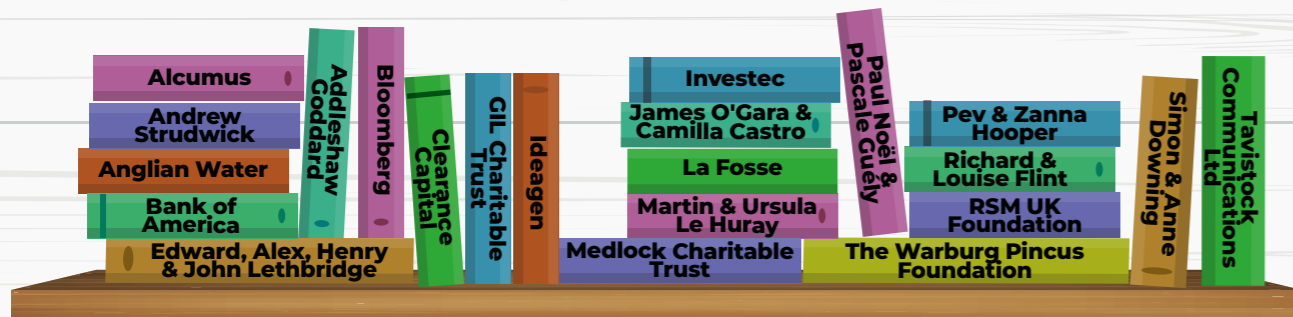 Alcumus
Andrew
Strudwick
Anglian Water
Bank of
America
Edward, Alex, Henry
& John Lethbridge
Addleshaw
Goddard
Bloomberg
Clearance
Capital
GIL Charitable
Trust
Ideagen
Investec
James O'Gara &
Camilla Castro
La Fosse
Martin & Ursula
Le Huray
Medlock Charitable
Trust
Paul Noël &
Pascale Guély
Pev & Zanna
Hooper
Richard &
Louise Flint
RSM UK
Foundation
The Warburg Pincus
Foundation
Simon & Anne
Downing
Tavistock
Communications
Ltd